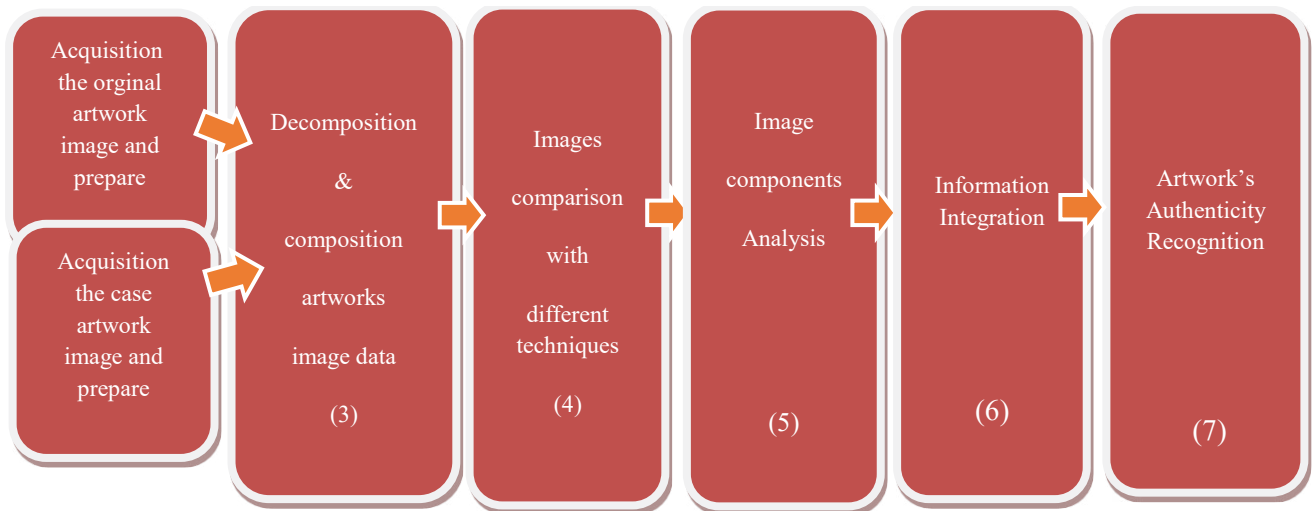 Acquisition
the orginal
artwork
image and
prepare
Acquisition
the case
artwork
image and
prepare
Decomposition
&
composition
artworks
image data
(3)
Images
comparison
with
different
techniques
(4)
Image
components
Analysis
(5)
Information
Integration
(6)
Artwork’s
Authenticity
Recognition
(7)